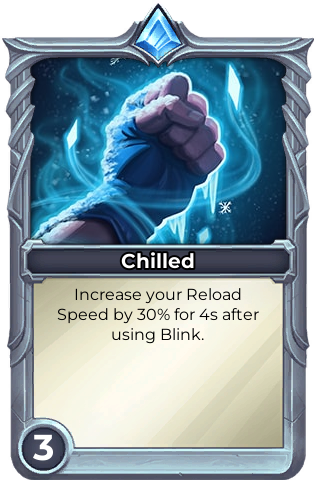 Chilled
Increase your Reload
Speed by 30% for 4s after
using Blink.
3